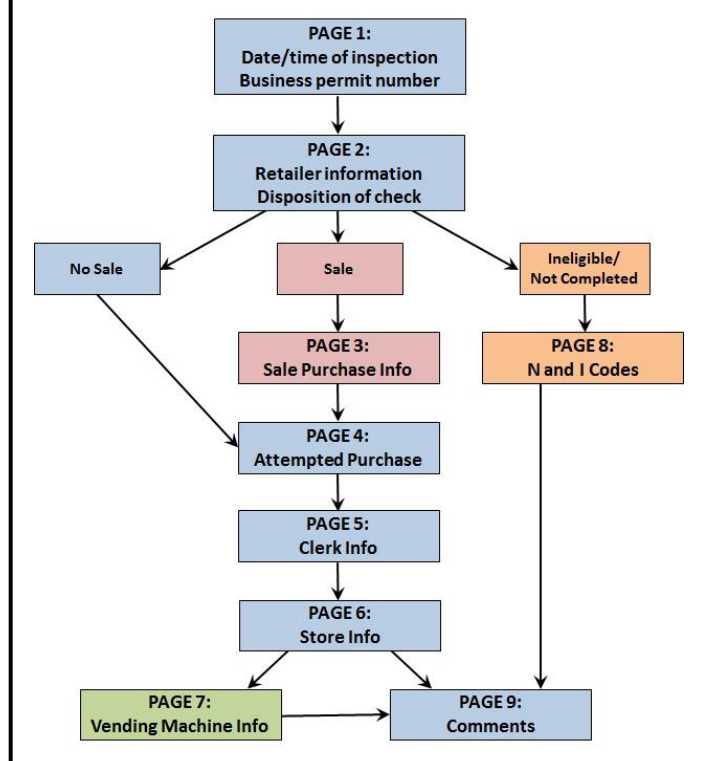 PAGE 1:
Date/time of inspection
Business permit number
PAGE 2:
Retailer information
Disposition of check
No Sale
Sale
Ineligible/
Not Completed
PAGE 3:
Sale Purchase Info
PAGE 8:
N and I Codes
PAGE 4:
Attempted Purchase
PAGE 5:
Clerk Info
PAGE 6:
Store Info
PAGE 7:
Vending Machine Info
PAGE 9:
Comments